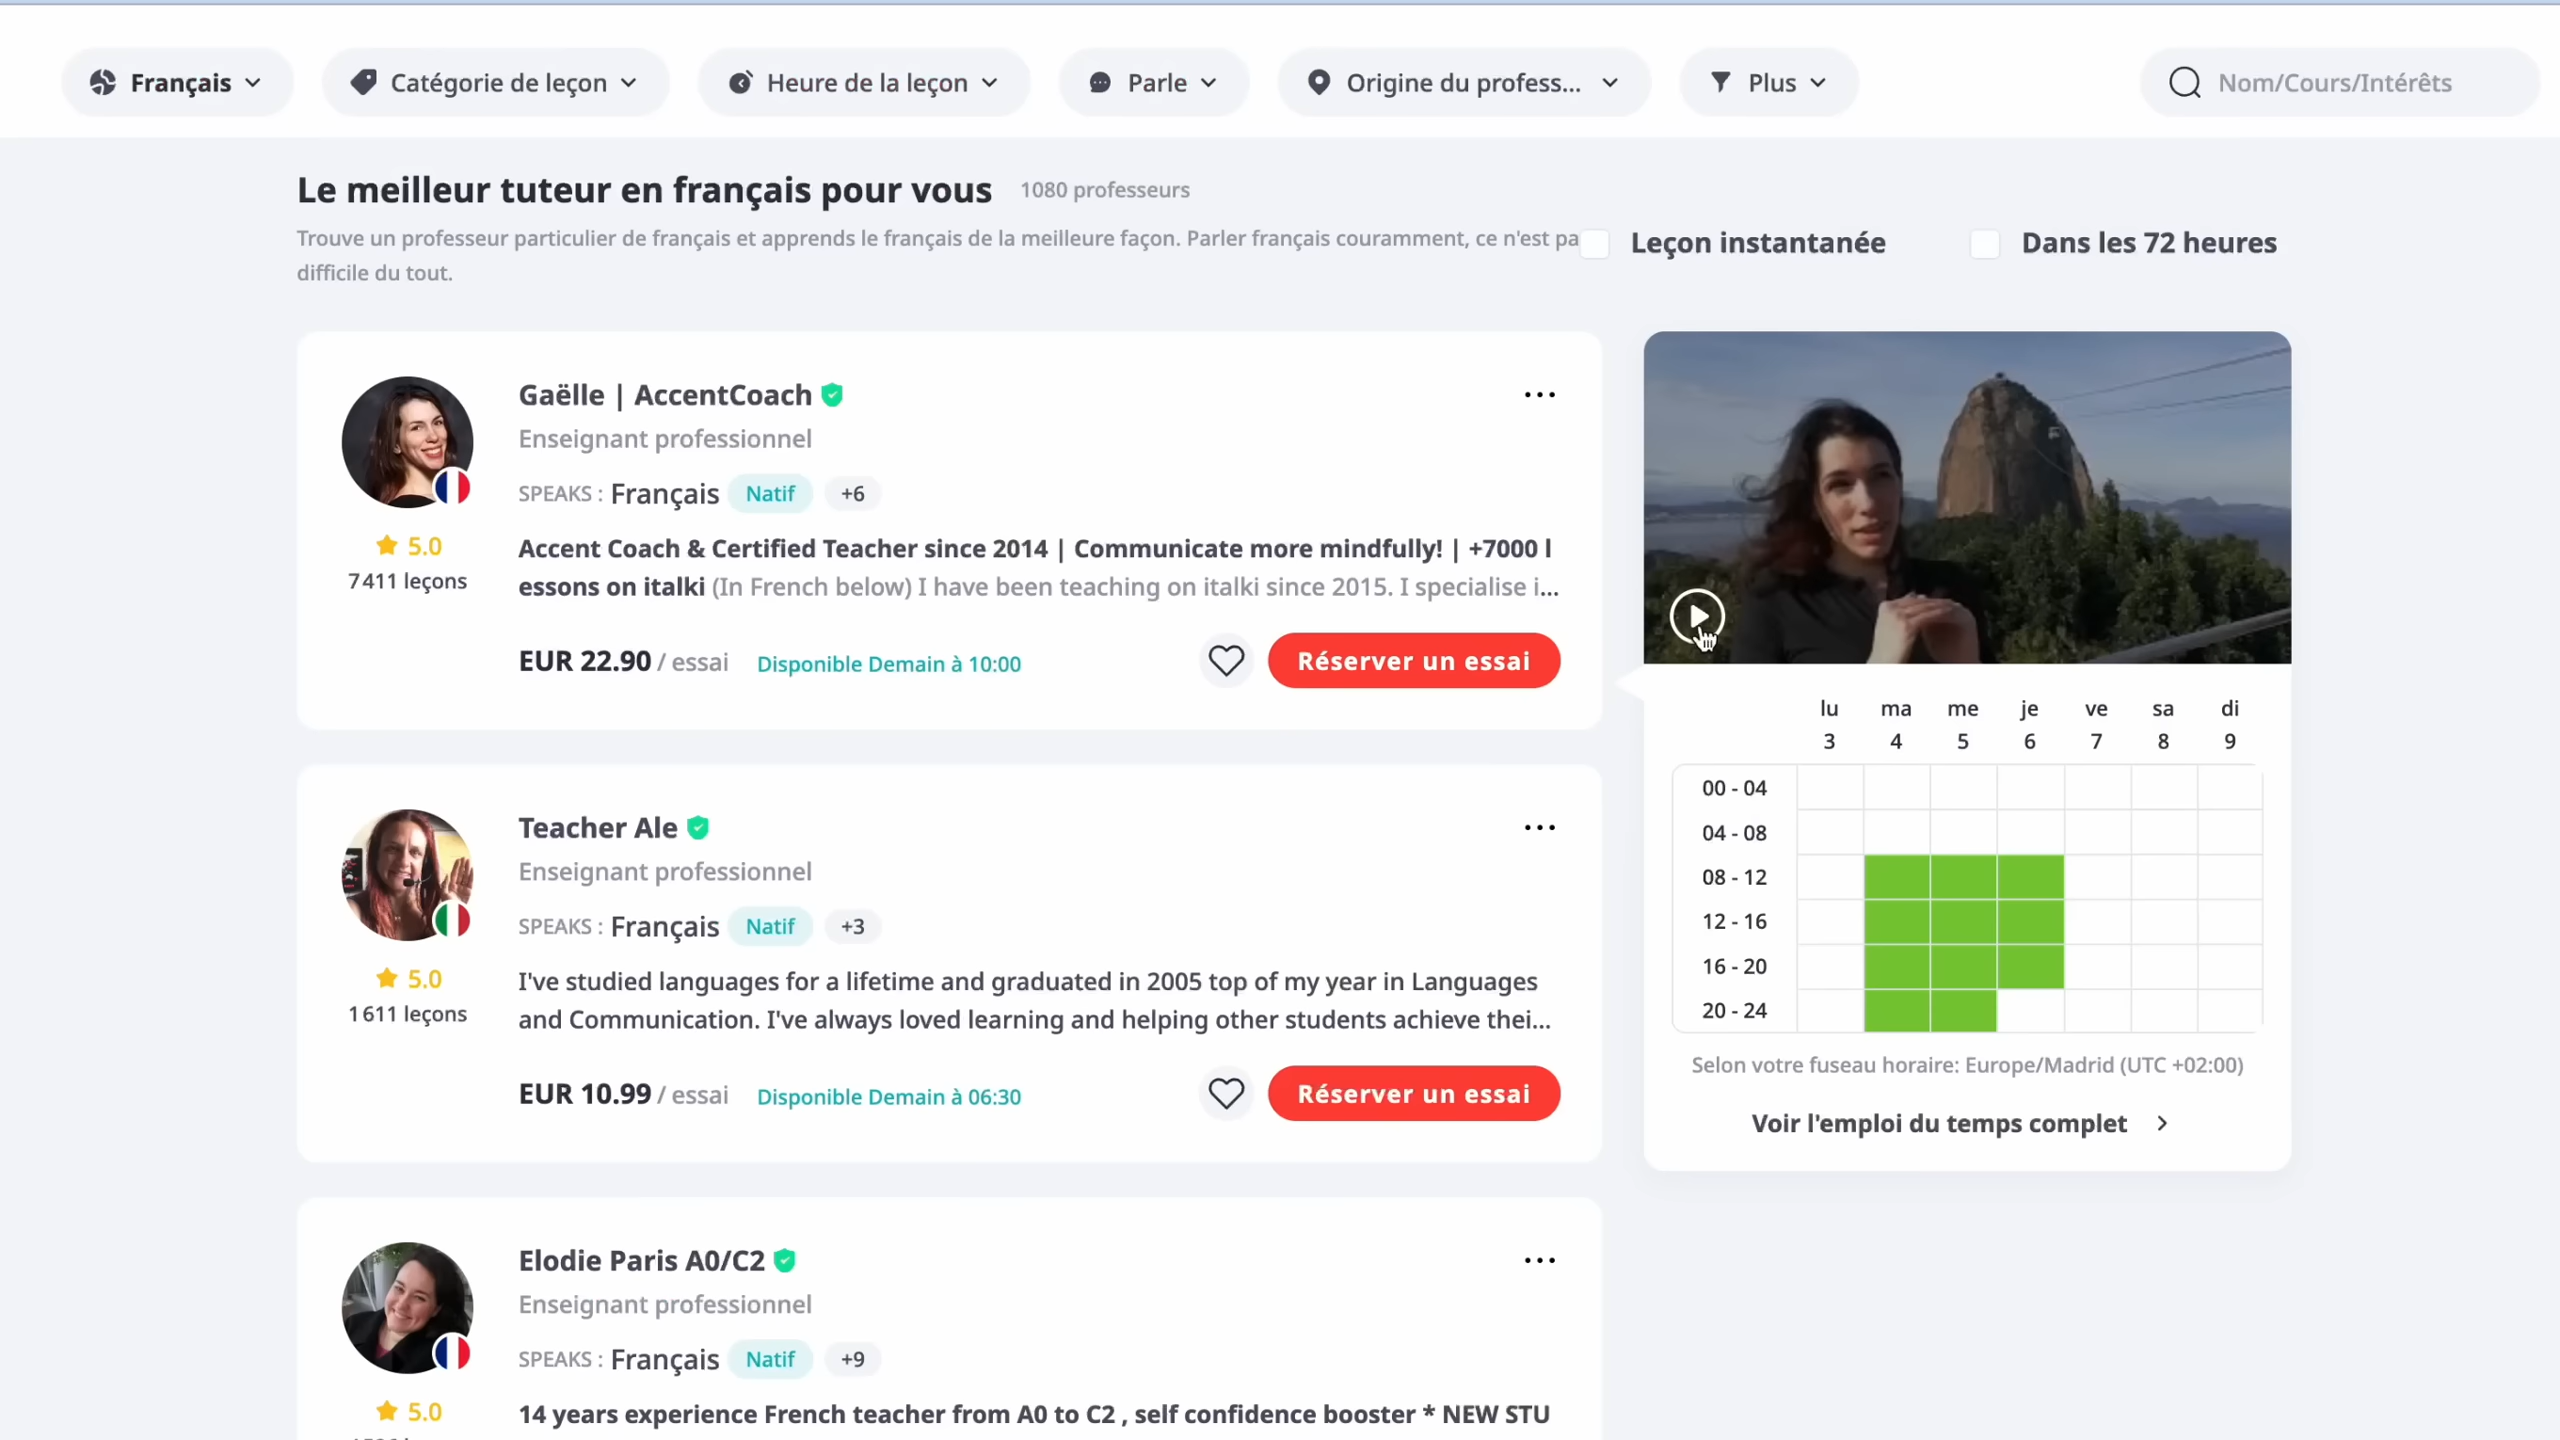 Français
Catégorie de leçon
Heure de la leçon
Parle
Origine du profess...
Plus
Nom/Cours/Intérêts
Le meilleur tuteur en français pour vous 1080 professeurs
Trouve un professeur particulier de français et apprends le français de la meilleure façon. Parler français couramment, ce n'est pa
difficile du tout.
Leçon instantanée
Dans les 72 heures
Gaëlle | AccentCoach
Enseignant professionnel
SPEAKS : Français Natif +6
5.0
7 411 leçons
Accent Coach & Certified Teacher since 2014 | Communicate more mindfully! | +7000 l
essons on italki (In French below) I have been teaching on italki since 2015. I specialise i...
EUR 22.90 / essai Disponible Demain à 10:00
Réserver un essai
Teacher Ale
Enseignant professionnel
SPEAKS : Français Natif +3
5.0
1 611 leçons
I've studied languages for a lifetime and graduated in 2005 top of my year in Languages
and Communication. I've always loved learning and helping other students achieve thei...
EUR 10.99 / essai Disponible Demain à 06:30
Réserver un essai
Elodie Paris A0/C2
Enseignant professionnel
SPEAKS : Français Natif +9
5.0
14 years experience French teacher from A0 to C2 , self confidence booster * NEW STU
lu ma me je ve sa di
3 4 5 6 7 8 9
00 - 04
04 - 08
08 - 12
12 - 16
16 - 20
20 - 24
Selon votre fuseau horaire: Europe/Madrid (UTC +02:00)
Voir l'emploi du temps complet